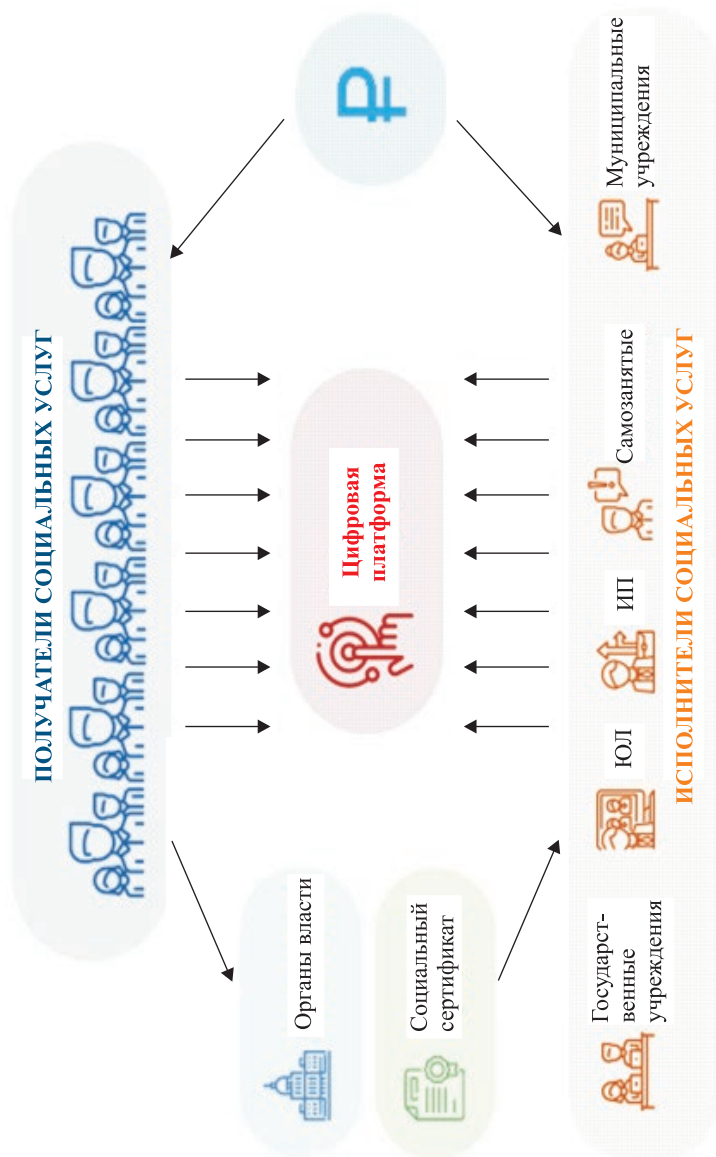 ПОЛУЧАТЕЛИ СОЦИАЛЬНЫХ УСЛУГ
Органы власти
Социальный
сертификат
Цифровая
платформа
₽
Государст-
венные
учреждения
ЮЛ
ИП
Самозанятые
Муниципальные
учреждения
ИСПОЛНИТЕЛИ СОЦИАЛЬНЫХ УСЛУГ